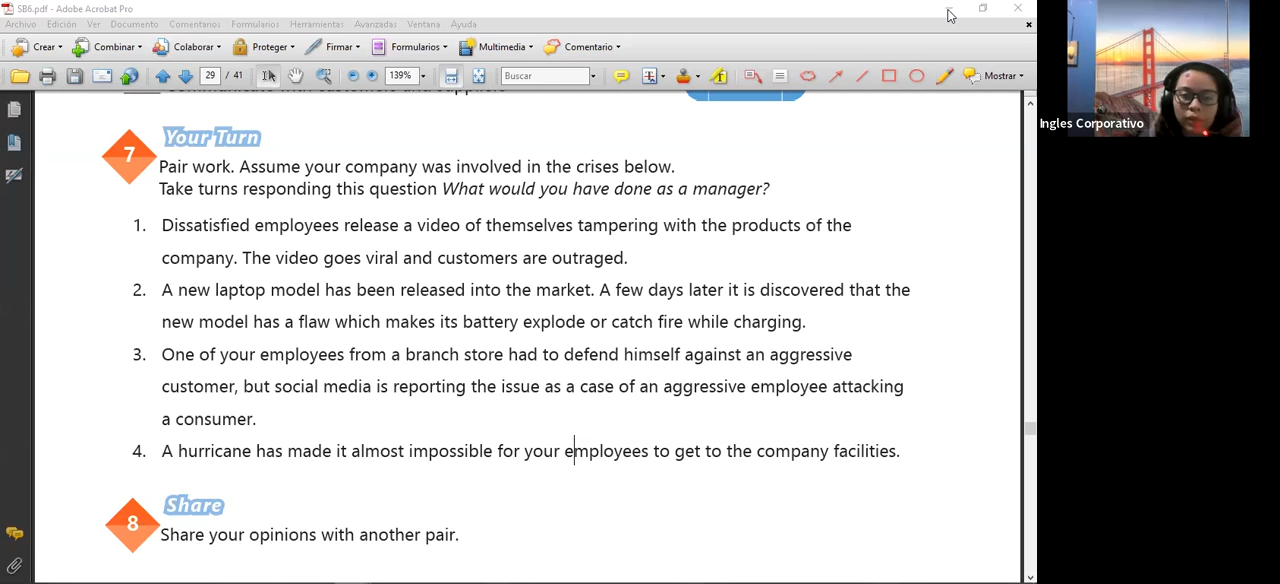 SB6.pdf - Adobe Acrobat Pro
Archivo Edición Ver Documento Comentarios Formularios Herramientas Avanzadas Ventana Ayuda
Crear Combinar Colaborar Proteger Firmar Formularios Multimedia Comentario
29 / 41 139% Buscar Mostrar
Communicate with customers and suppliers
7 Your Turn
Pair work. Assume your company was involved in the crises below.
Take turns responding this question What would you have done as a manager?
1. Dissatisfied employees release a video of themselves tampering with the products of the
company. The video goes viral and customers are outraged.
2. A new laptop model has been released into the market. A few days later it is discovered that the
new model has a flaw which makes its battery explode or catch fire while charging.
3. One of your employees from a branch store had to defend himself against an aggressive
customer, but social media is reporting the issue as a case of an aggressive employee attacking
a consumer.
4. A hurricane has made it almost impossible for your employees to get to the company facilities.
8 Share
Share your opinions with another pair.
Ingles Corporativo